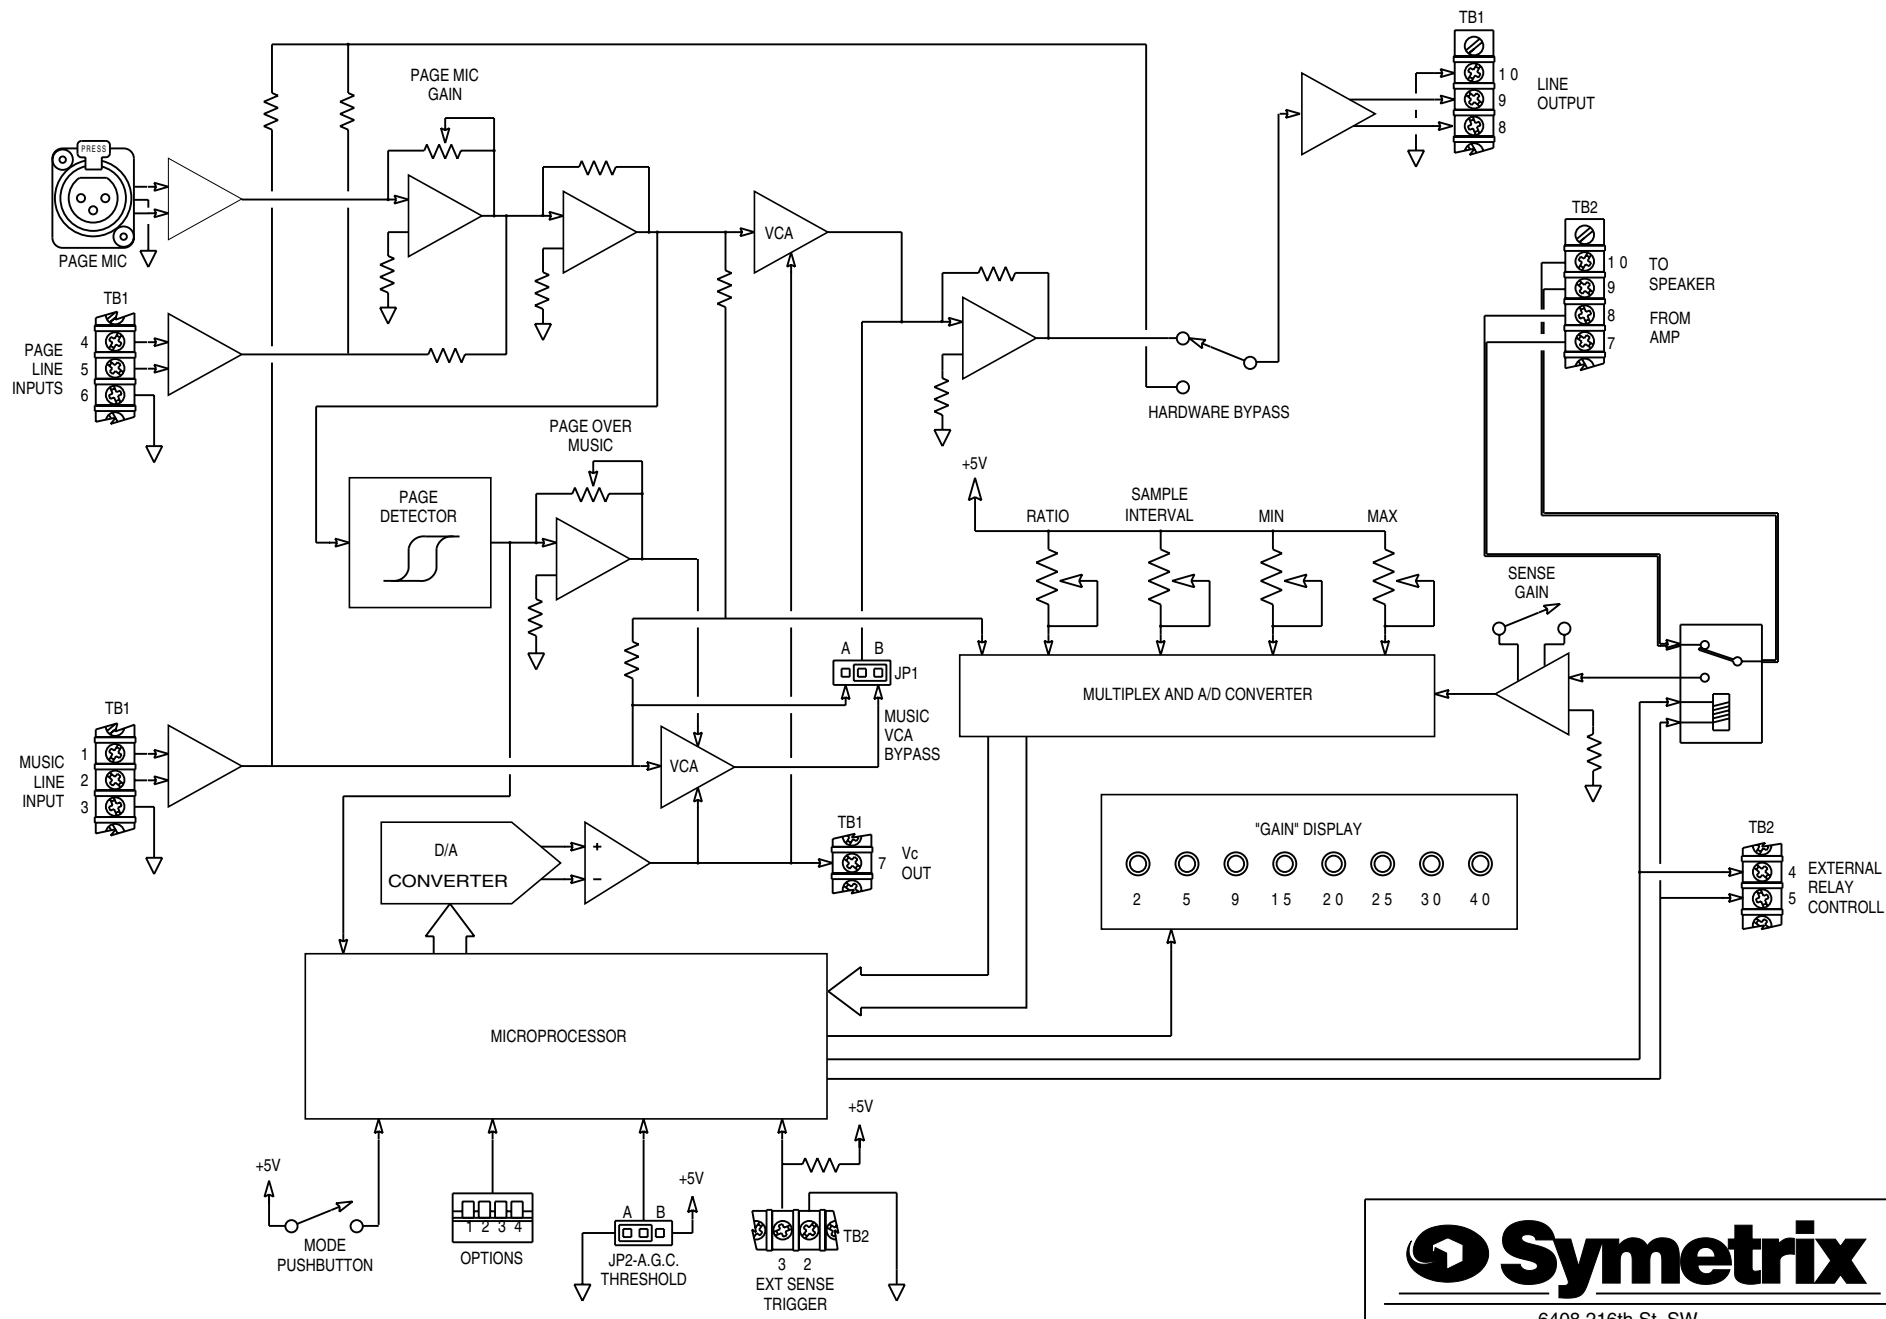 TB1
10
9
8
LINE
OUTPUT
PAGE MIC
GAIN
PRESS
PAGE MIC
VCA
TB2
10
9
8
7
TO
SPEAKER
FROM
AMP
TB1
4
5
6
PAGE
LINE
INPUTS
HARDWARE BYPASS
PAGE OVER
MUSIC
PAGE
DETECTOR
+5V
RATIO
SAMPLE
INTERVAL
MIN
MAX
SENSE
GAIN
A B
JP1
MULTIPLEX AND A/D CONVERTER
MUSIC
VCA
BYPASS
TB1
1
2
3
MUSIC
LINE
INPUT
VCA
D/A
CONVERTER
+
–
TB1
7
Vc
OUT
"GAIN" DISPLAY
2 5 9 15 20 25 30 40
TB2
4
5
EXTERNAL
RELAY
CONTROLL
MICROPROCESSOR
+5V
MODE
PUSHBUTTON
1 2 3 4
OPTIONS
A B
+5V
JP2-A.G.C.
THRESHOLD
+5V
TB2
3 2
EXT SENSE
TRIGGER
Symetrix
6408 216th St. SW